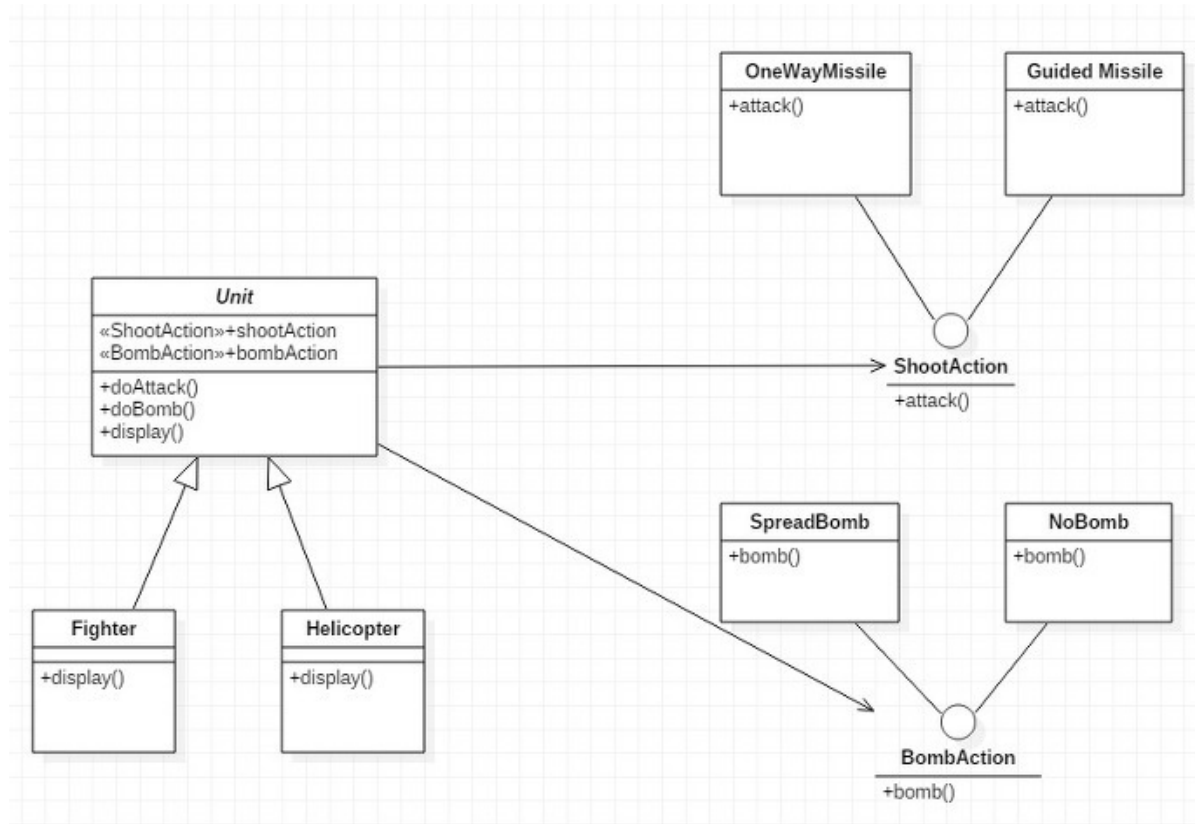 OneWayMissile
+attack()
Guided Missile
+attack()
Unit
«ShootAction»+shootAction
«BombAction»+bombAction
+doAttack()
+doBomb()
+display()
ShootAction
+attack()
SpreadBomb
+bomb()
NoBomb
+bomb()
Fighter
+display()
Helicopter
+display()
BombAction
+bomb()